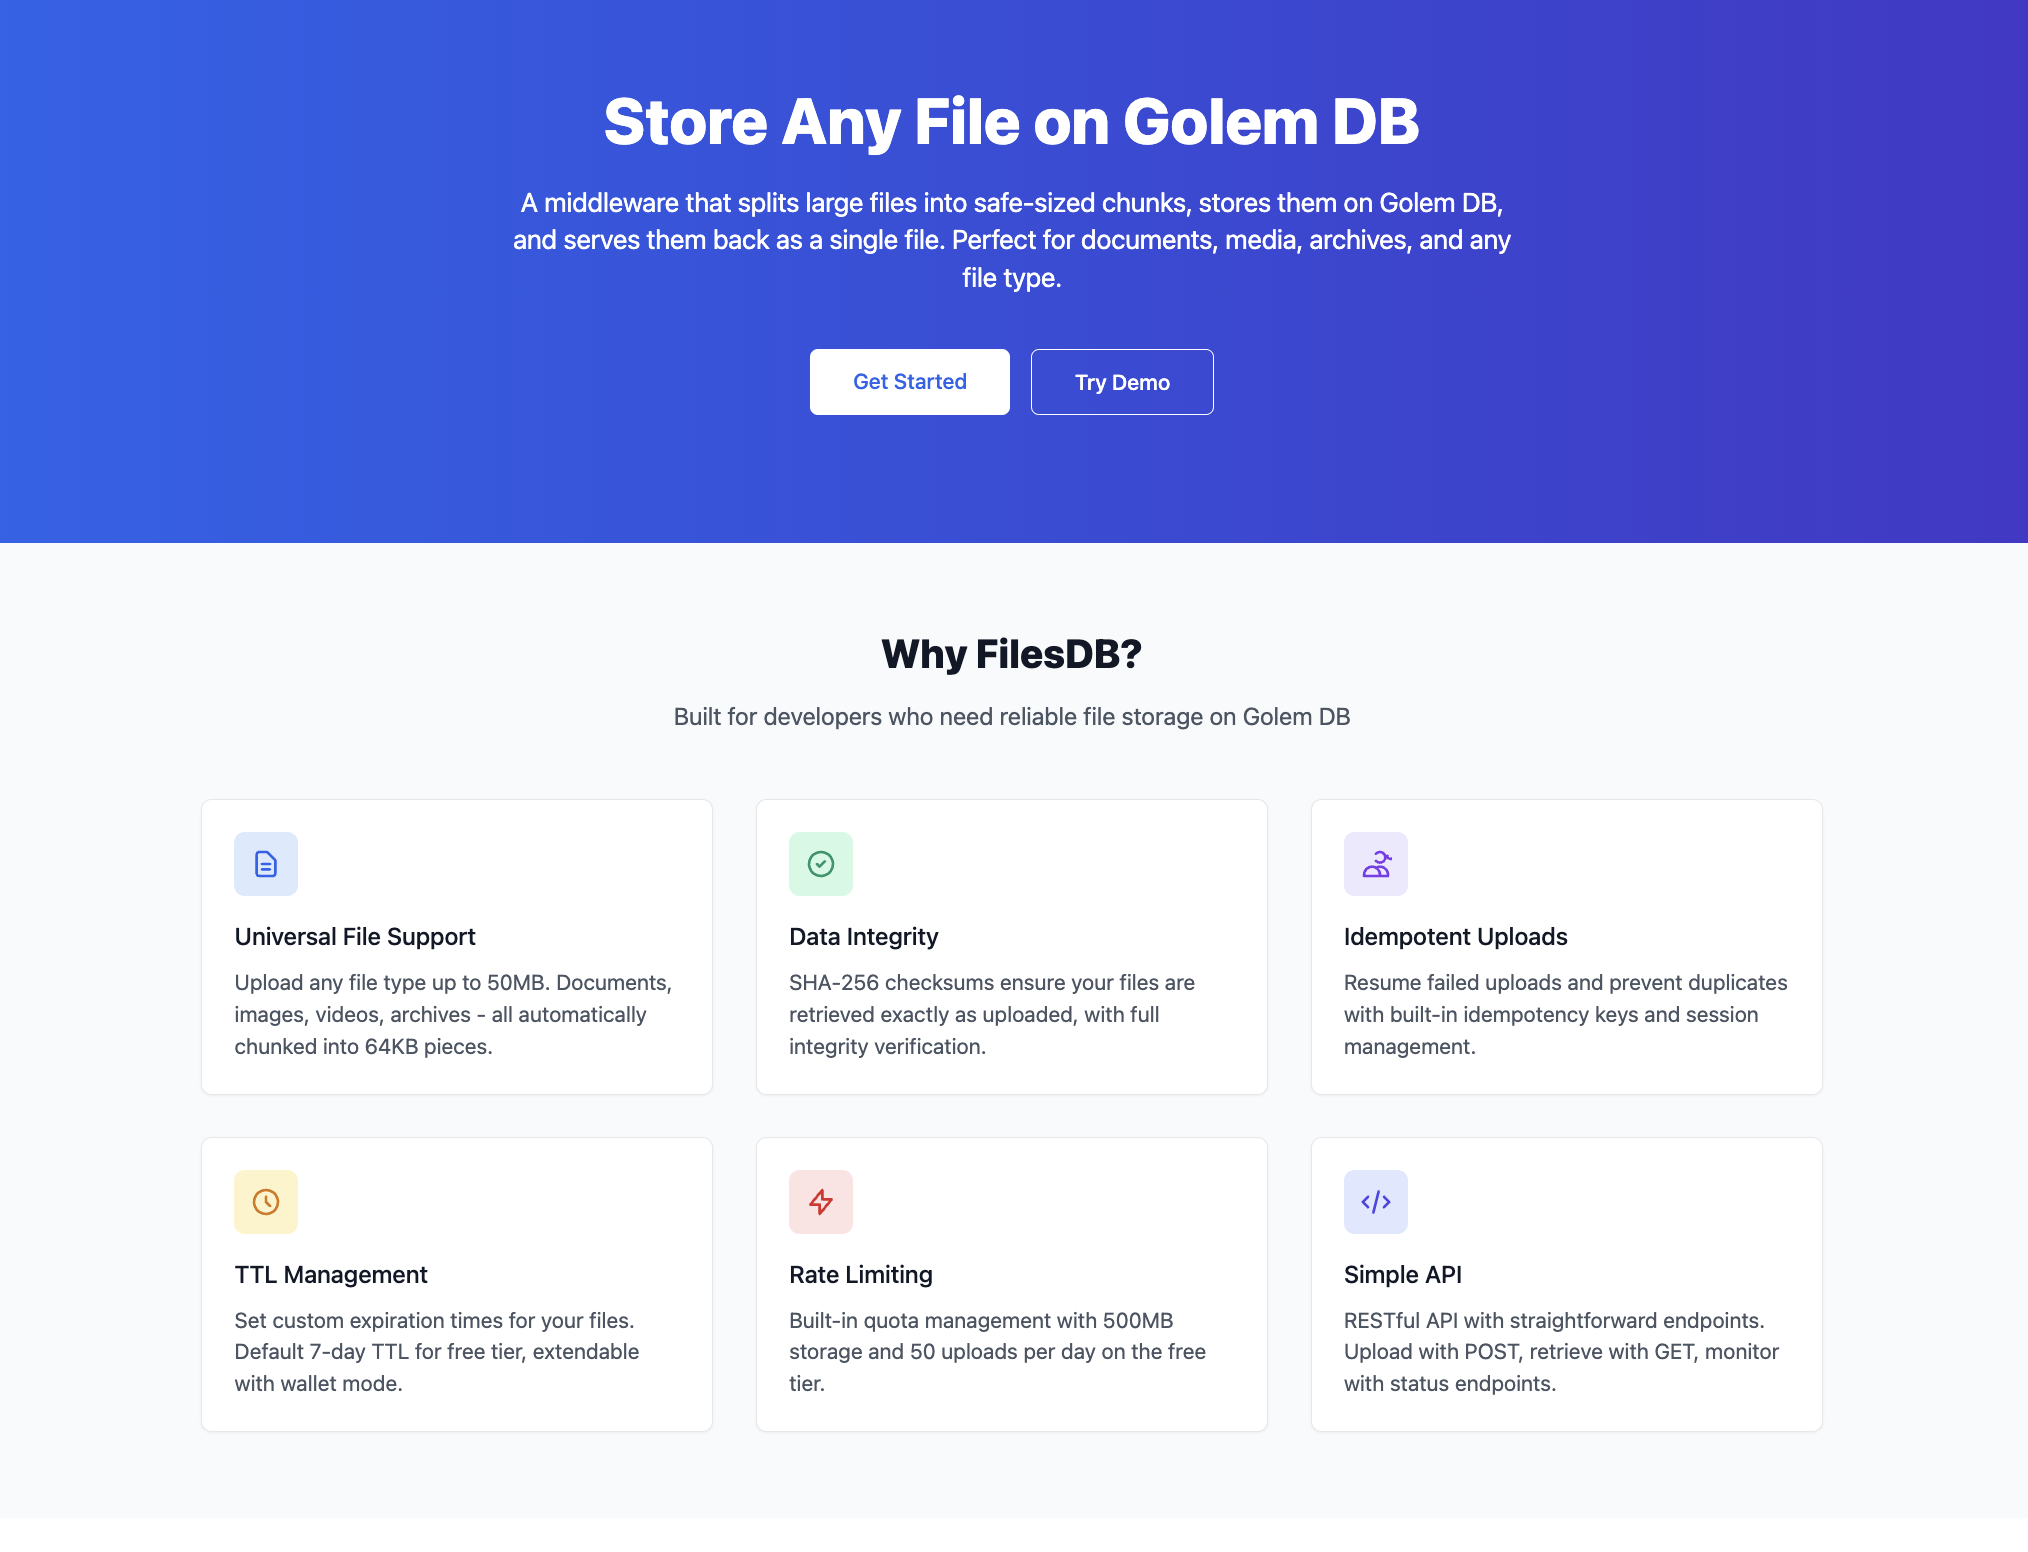 Store Any File on Golem DB
A middleware that splits large files into safe-sized chunks, stores them on Golem DB,
and serves them back as a single file. Perfect for documents, media, archives, and any
file type.
Get Started
Try Demo
Why FilesDB?
Built for developers who need reliable file storage on Golem DB
Universal File Support
Upload any file type up to 50MB. Documents,
images, videos, archives - all automatically
chunked into 64KB pieces.
Data Integrity
SHA-256 checksums ensure your files are
retrieved exactly as uploaded, with full
integrity verification.
Idempotent Uploads
Resume failed uploads and prevent duplicates
with built-in idempotency keys and session
management.
TTL Management
Set custom expiration times for your files.
Default 7-day TTL for free tier, extendable
with wallet mode.
Rate Limiting
Built-in quota management with 500MB
storage and 50 uploads per day on the free
tier.
Simple API
RESTful API with straightforward endpoints.
Upload with POST, retrieve with GET, monitor
with status endpoints.